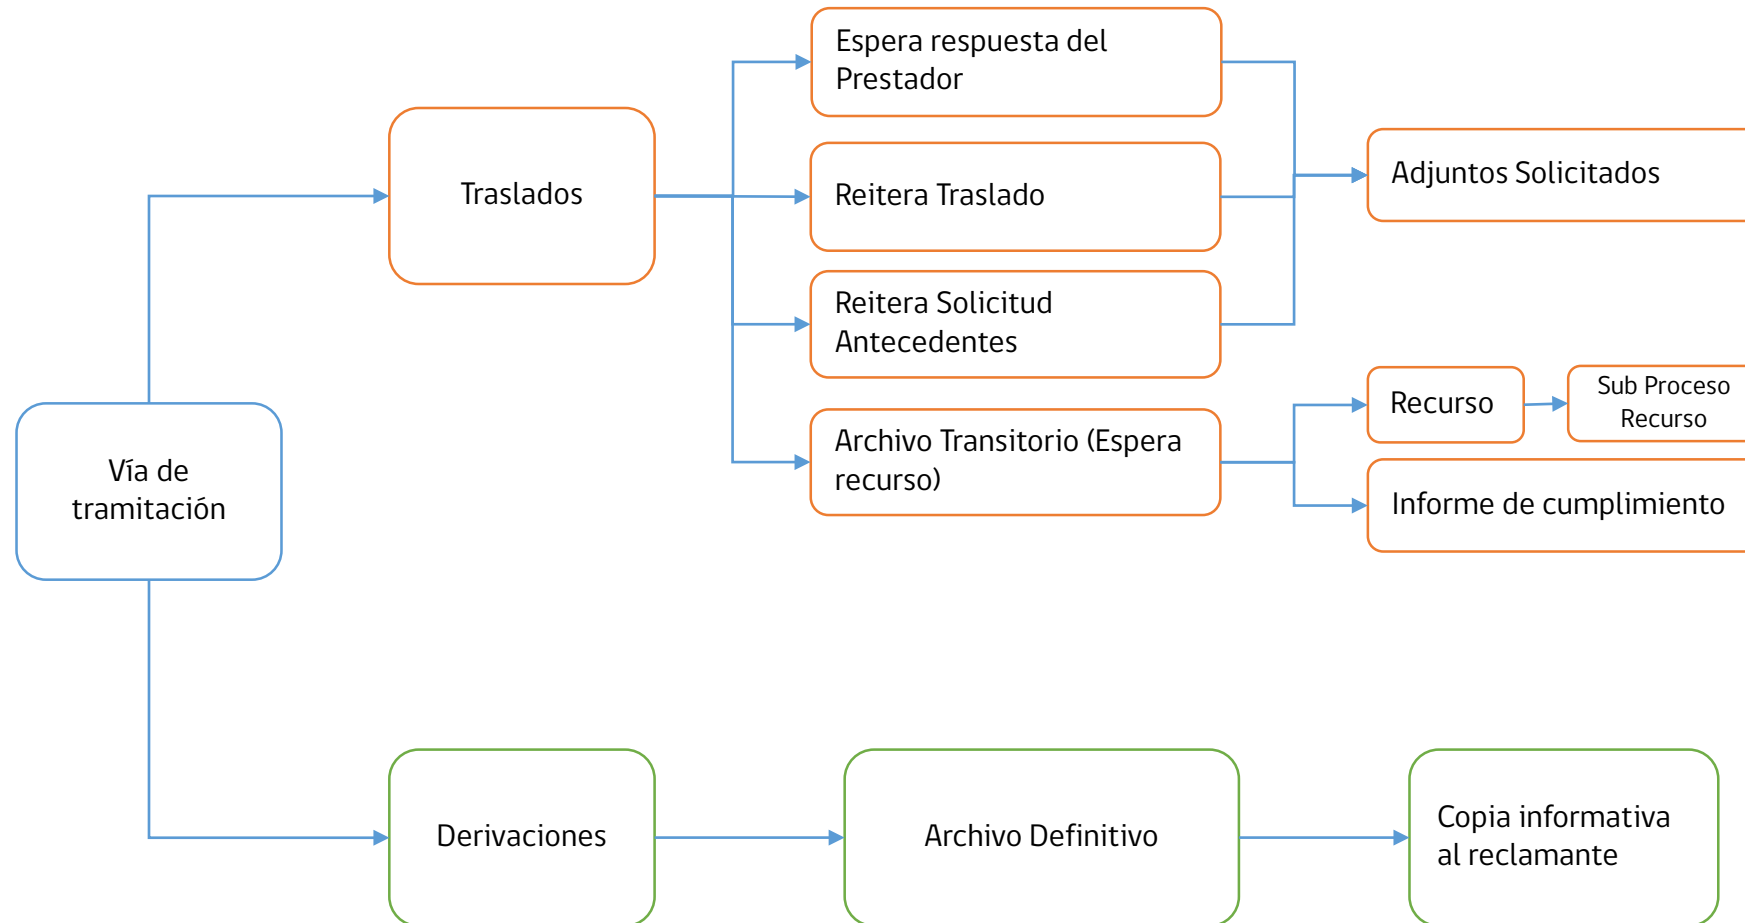 Espera respuesta del
Prestador
Traslados
Reitera Traslado
Adjuntos Solicitados
Reitera Solicitud
Antecedentes
Archivo Transitorio (Espera
recurso)
Recurso
Sub Proceso
Recurso
Informe de cumplimiento
Vía de
tramitación
Derivaciones
Archivo Definitivo
Copia informativa
al reclamante